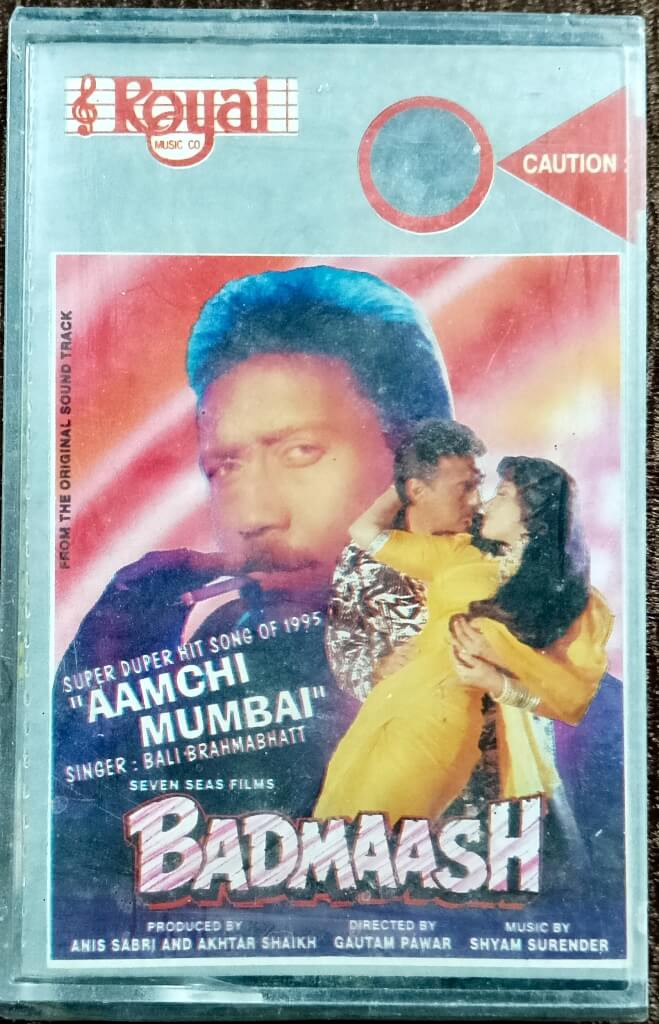 Royal
MUSIC CO
CAUTION :
FROM THE ORIGINAL SOUND TRACK
SUPER DUPER HIT SONG OF 1995
"AAMCHI
MUMBAI"
SINGER : BALI BRAHMABHATT
SEVEN SEAS FILMS
BADMAASH
PRODUCED BY
ANIS SABRI AND AKHTAR SHAIKH
DIRECTED BY
GAUTAM PAWAR
MUSIC BY
SHYAM SURENDER